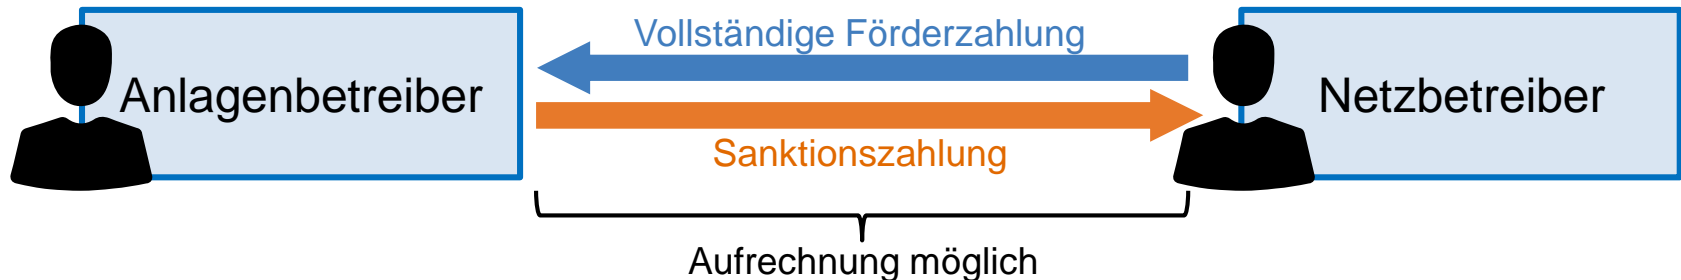 Vollständige Förderzahlung
Anlagenbetreiber
Netzbetreiber
Sanktionszahlung
Aufrechnung möglich